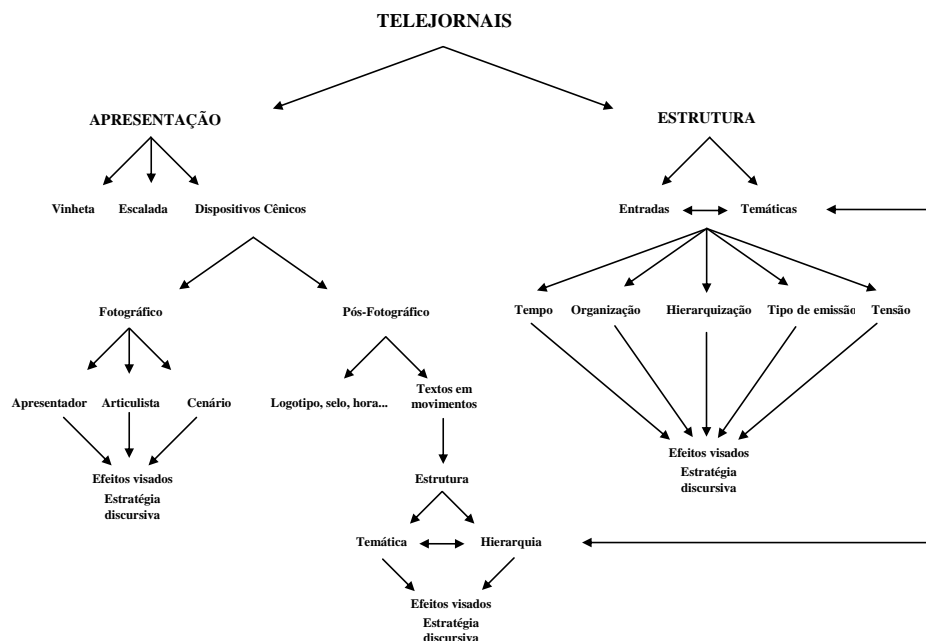 TELEJORNAIS
APRESENTAÇÃO
ESTRUTURA
Vinheta
Escalada
Dispositivos Cênicos
Entradas
Temáticas
Fotográfico
Pós-Fotográfico
Tempo
Organização
Hierarquização
Tipo de emissão
Tensão
Apresentador
Articulista
Cenário
Logotipo, selo, hora...
Textos em
movimentos
Efeitos visados
Estratégia
discursiva
Estrutura
Efeitos visados
Estratégia
discursiva
Temática
Hierarquia
Efeitos visados
Estratégia
discursiva